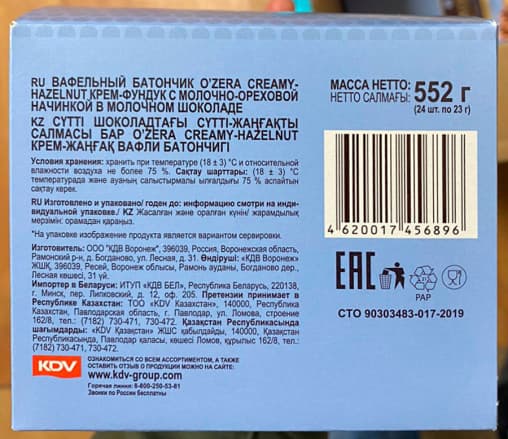 RU ВАФЕЛЬНЫЙ БАТОНЧИК O'ZERA CREAMY-
HAZELNUT КРЕМ-ФУНДУК С МОЛОЧНО-ОРЕХОВОЙ
НАЧИНКОЙ В МОЛОЧНОМ ШОКОЛАДЕ
KZ СҮТТІ ШОКОЛАДТАҒЫ СҮТТІ-ЖАҢҒАҚТЫ
САЛМАСЫ БАР O'ZERA CREAMY-HAZELNUT
КРЕМ-ЖАҢҒАҚ ВАФЛИ БАТОНЧИГІ
Условия хранения: хранить при температуре (18 ± 3) °С и относительной
влажности воздуха не более 75 %. Сақтау шарттары: (18 ± 3) °С
температурада және ауаның салыстырмалы ылғалдығы 75 % аспайтын
сақтау керек.
RU Изготовлено и упаковано/ годен до: информацию смотри на инди-
видуальной упаковке./ KZ Жасалған және оралған күнін/ жарамдылық
мерзімін: орамадан қараңыз.
*На упаковке изображение продукта является вариантом сервировки.
Изготовитель: ООО "КДВ Воронеж", 396039, Россия, Воронежская область,
Рамонский р-н, д. Богданово, ул. Лесная, д. 31. Өндіруші: «КДВ Воронеж»
ЖШҚ, 396039, Ресей, Воронеж облысы, Рамонь ауданы, Богданово дер.,
Лесная көшесі, 31 үй.
Импортер в Беларуси: ИТУП «КДВ БЕЛ», Республика Беларусь, 220138,
г. Минск, пер. Липковский, д. 12, оф. 205. Претензии принимает в
Республике Казахстан: ТОО «KDV Казахстан», 140000, Республика
Казахстан, Павлодарская область, г. Павлодар, ул. Ломова, строение
162/8, тел.: (7182) 471-471, 730-472. Қазақстан Республикасында
шағымдарды: «KDV Қазақстан» ЖШС қабылдайды, 140000, Қазақстан
Республикасы, Павлодар қаласы, көшесі Ломов, құрылыс 162/8, тел.:
(7182) 471-471, 730-472.
KDV
ОЗНАКОМИТЬСЯ СО ВСЕМ АССОРТИМЕНТОМ, А ТАКЖЕ
ОСТАВИТЬ ОТЗЫВ О ПРОДУКЦИИ МОЖНО НА САЙТЕ:
www.kdv-group.com
Горячая линия: 8-800-250-53-81
Звонки по России бесплатны
МАССА НЕТТО:
НЕТТО САЛМАҒЫ:
552 г
(24 шт. по 23 г)
4 620017 456896
EAC
PAP
СТО 90303483-017-2019